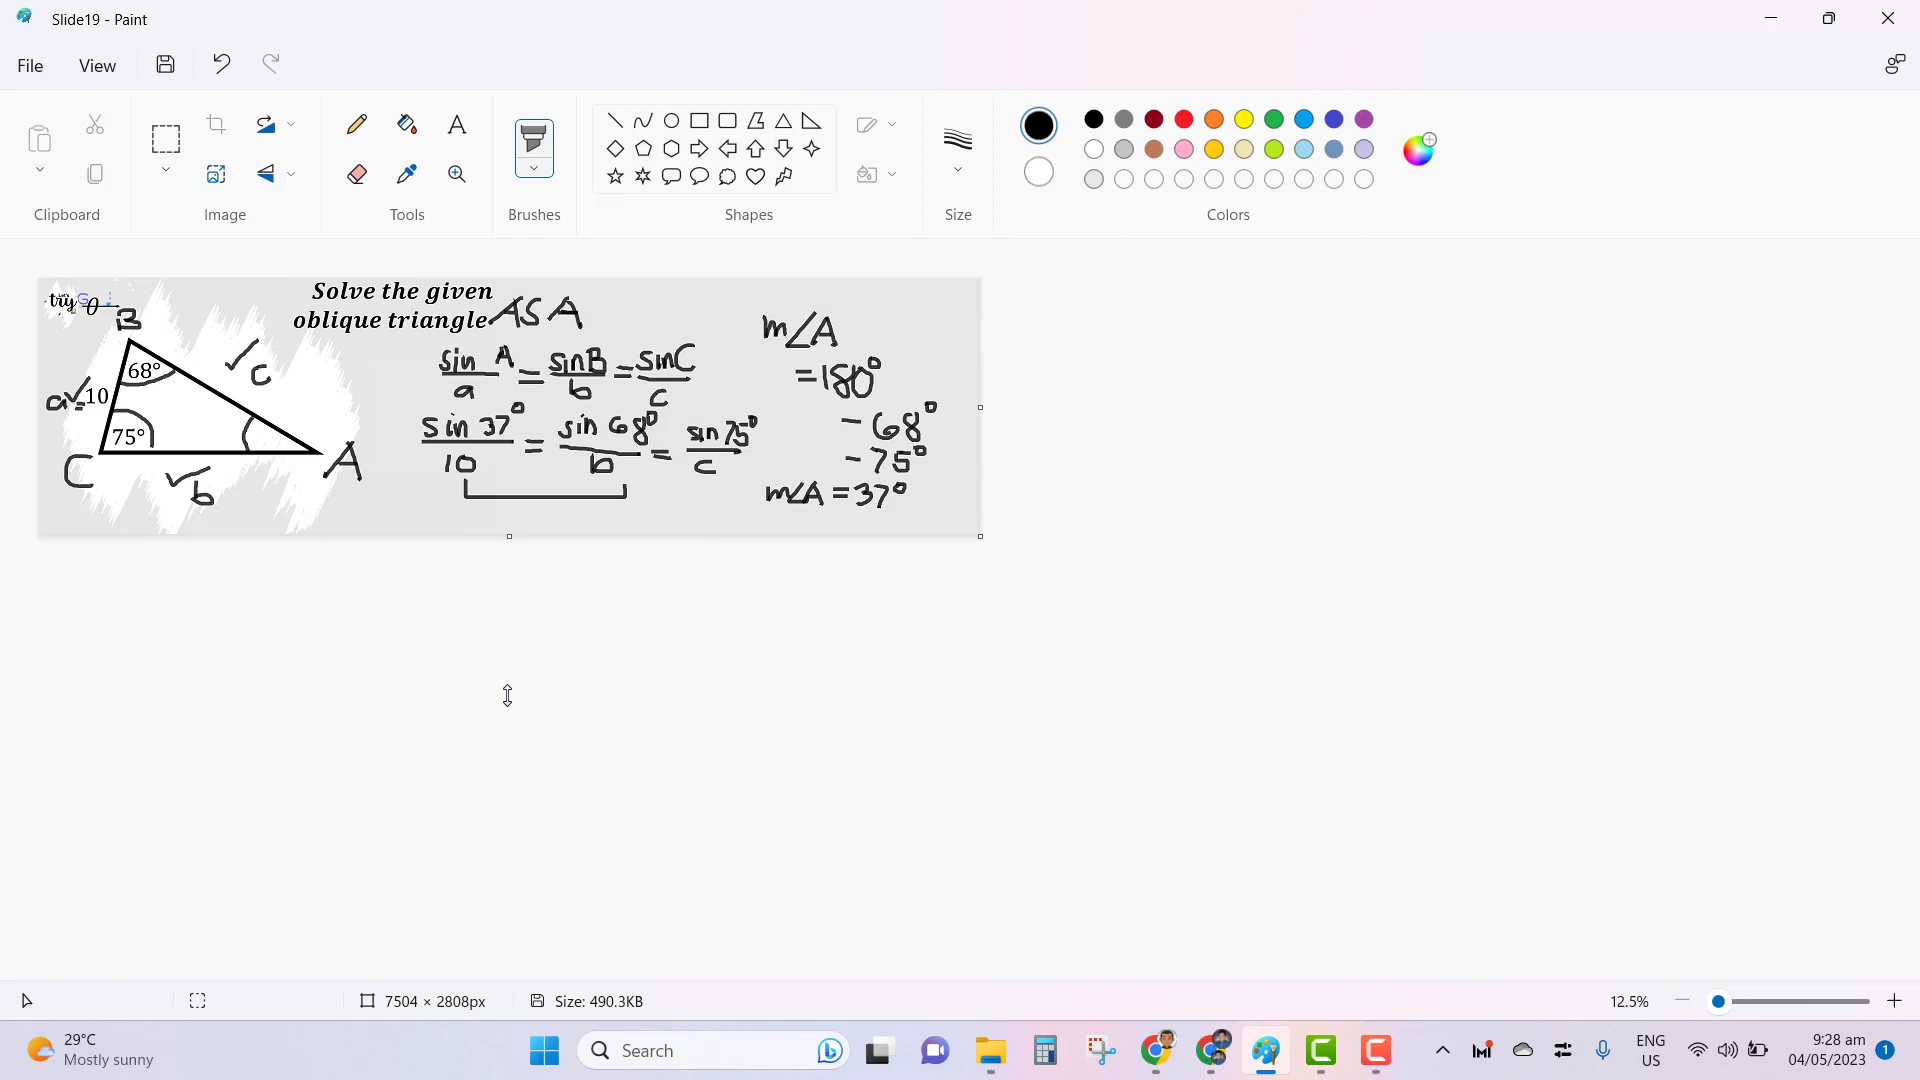 Slide19 - Paint
File View
Clipboard Image Tools Brushes Shapes Size Colors
Let's
try G θ
Solve the given
oblique triangle. ASA
B
68°
c
a = 10
75°
C
b
A
sin A / a = sin B / b = sin C / c
sin 37° / 10 = sin 68° / b = sin 75° / c
m∠A
= 180°
- 68°
- 75°
m∠A = 37°
7504 × 2808px Size: 490.3KB 12.5%
29°C
Mostly sunny
Search
ENG
US
9:28 am
04/05/2023
1